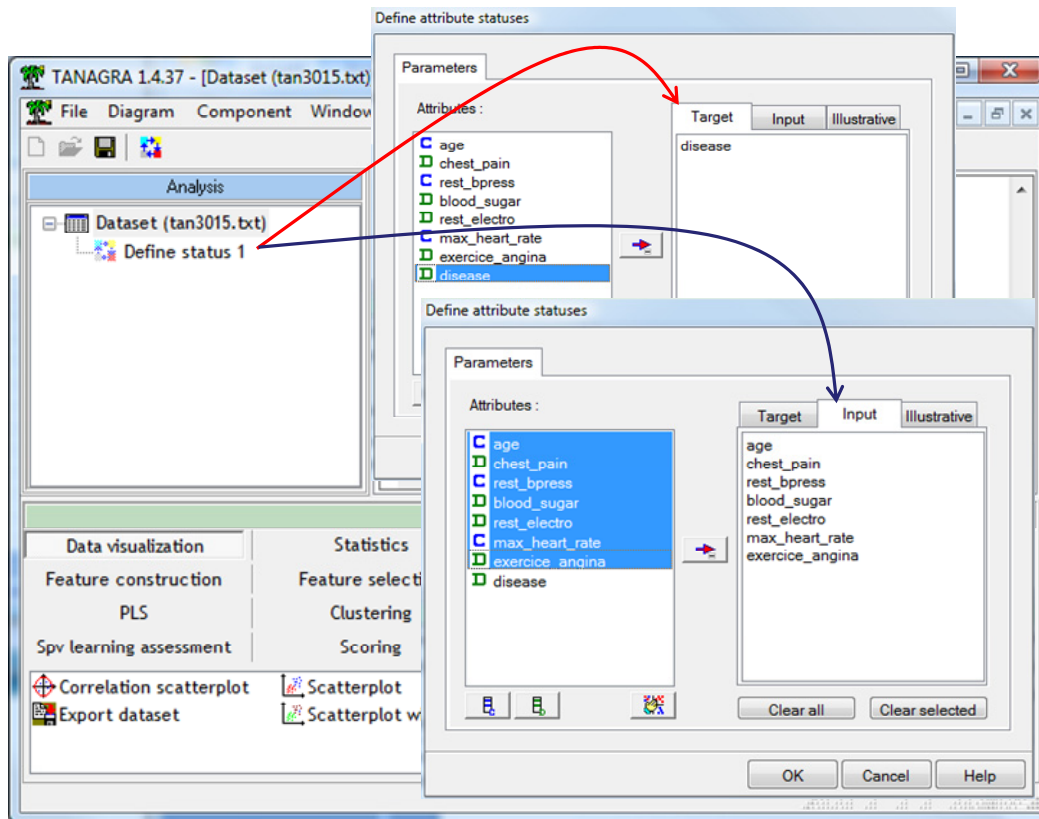 Define attribute statuses
TANAGRA 1.4.37 - [Dataset (tan3015.txt)
File Diagram Component Window
Analysis
Dataset (tan3015.txt)
Define status 1
Parameters
Attributes :
C age
D chest_pain
C rest_bpress
D blood_sugar
D rest_electro
C max_heart_rate
D exercice_angina
D disease
Target Input Illustrative
disease
Define attribute statuses
Parameters
Attributes :
C age
D chest_pain
C rest_bpress
D blood_sugar
D rest_electro
C max_heart_rate
D exercice_angina
D disease
Target Input Illustrative
age
chest_pain
rest_bpress
blood_sugar
rest_electro
max_heart_rate
exercice_angina
Clear all Clear selected
OK Cancel Help
Data visualization Statistics
Feature construction Feature selecti
PLS Clustering
Spv learning assessment Scoring
Correlation scatterplot Scatterplot
Export dataset Scatterplot w